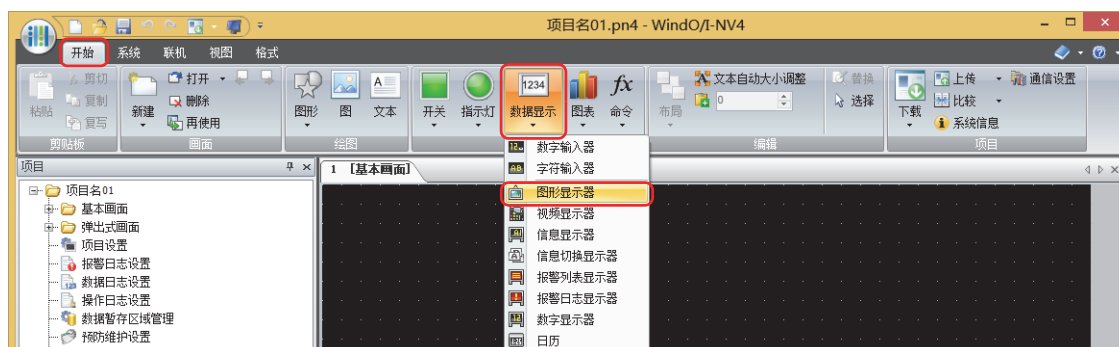 项目名01.pn4 - WindO/I-NV4
开始 系统 联机 视图 格式
剪切 打开 文本自动大小调整 替换 上传 通信设置
粘贴 复制 新建 删除 图形 图 文本 开关 指示灯 1234 数据显示 图表 fx 命令 布局 0 选择 下载 比较
复写 再使用 系统信息
剪贴板 画面 绘图 编辑 项目
项目 1 [基本画面]
数字输入器
字符输入器
项目名01 图形显示器
基本画面 视频显示器
弹出式画面 信息显示器
项目设置 信息切换显示器
报警日志设置 报警列表显示器
数据日志设置 报警日志显示器
操作日志设置 数字显示器
数据暂存区域管理 日历
预防维护设置